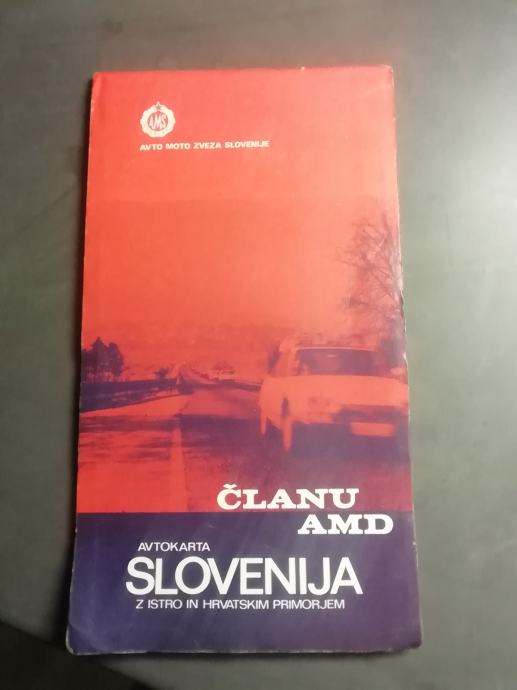 AMS
AVTO MOTO ZVEZA SLOVENIJE
ČLANU
AMD
AVTOKARTA
SLOVENIJA
Z ISTRO IN HRVATSKIM PRIMORJEM